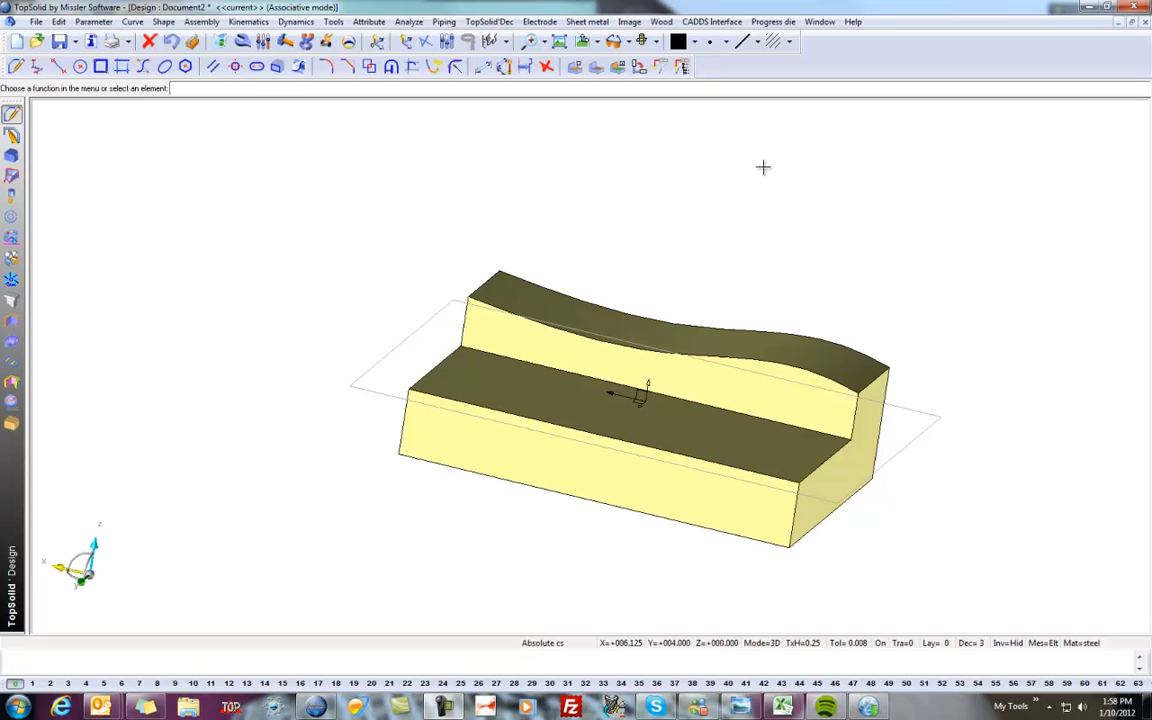 TopSolid by Missler Software - [Design : Document2 *  <current> (Associative mode)]
File Edit Parameter Curve Shape Assembly Kinematics Dynamics Tools Attribute Analyze Piping TopSolid'Dec Electrode Sheet metal Image Wood CADDS Interface Progress die Window Help
Choose a function in the menu or select an element:
z
x
y
TopSolid ' Design
Absolute cs X=+006.125 Y=+004.000 Z=+000.000 Mode=3D TxH=0.25 Tol= 0.008 On Tra=0 Lay= 0 Dec= 3 Inv=Hid Mes=Elt Mat=steel
0 1 2 3 4 5 6 7 8 9 10 11 12 13 14 15 16 17 18 19 20 21 22 23 24 25 26 27 28 29 30 31 32 33 34 35 36 37 38 39 40 41 42 43 44 45 46 47 48 49 50 51 52 53 54 55 56 57 58 59 60 61 62 63
TOP
My Tools
1:58 PM
1/10/2012